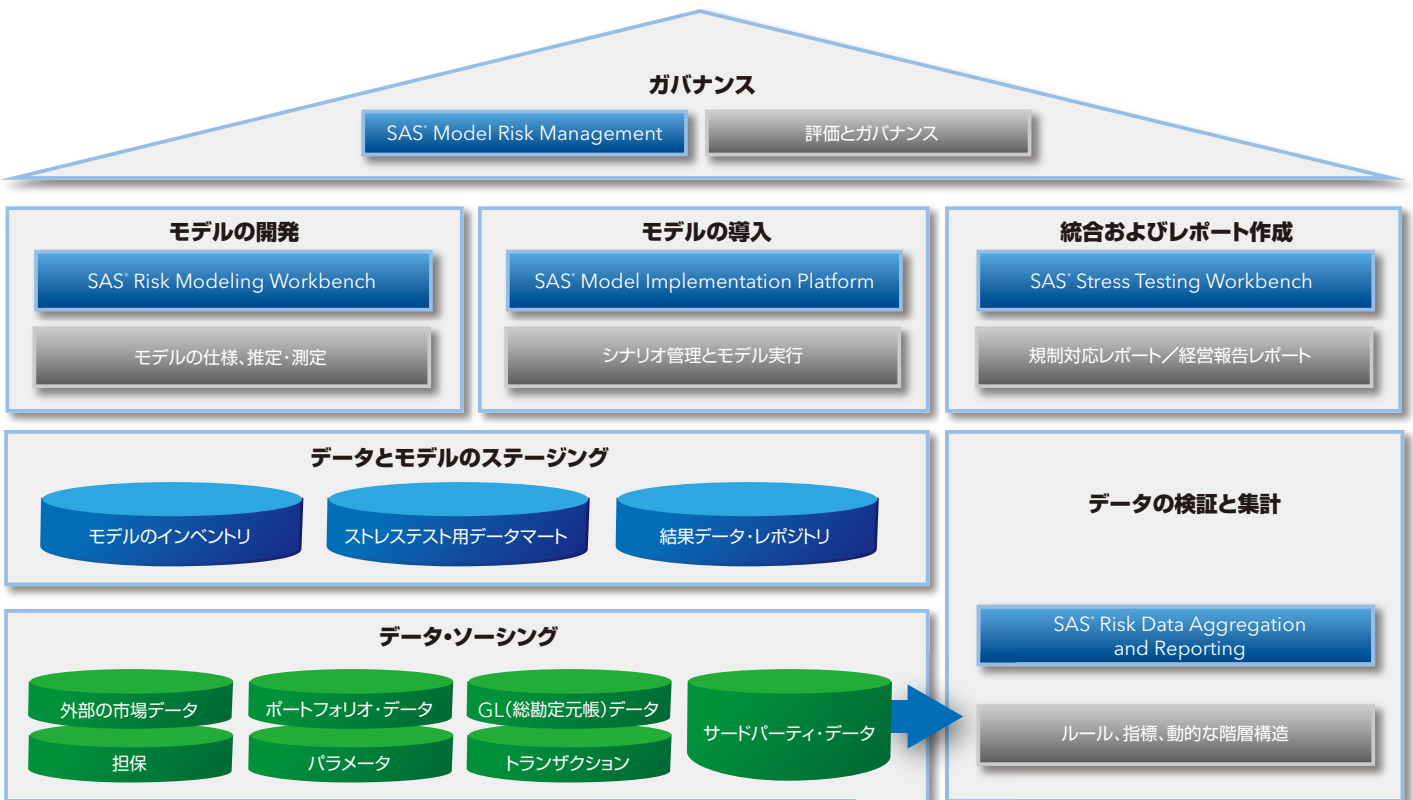 ガバナンス
SAS® Model Risk Management
評価とガバナンス
モデルの開発
SAS® Risk Modeling Workbench
モデルの仕様、推定・測定
モデルの導入
SAS® Model Implementation Platform
シナリオ管理とモデル実行
統合およびレポート作成
SAS® Stress Testing Workbench
規制対応レポート／経営報告レポート
データとモデルのステージング
モデルのインベントリ
ストレステスト用データマート
結果データ・レポジトリ
データ・ソーシング
外部の市場データ
ポートフォリオ・データ
GL（総勘定元帳）データ
サードパーティ・データ
担保
パラメータ
トランザクション
データの検証と集計
SAS® Risk Data Aggregation
and Reporting
ルール、指標、動的な階層構造